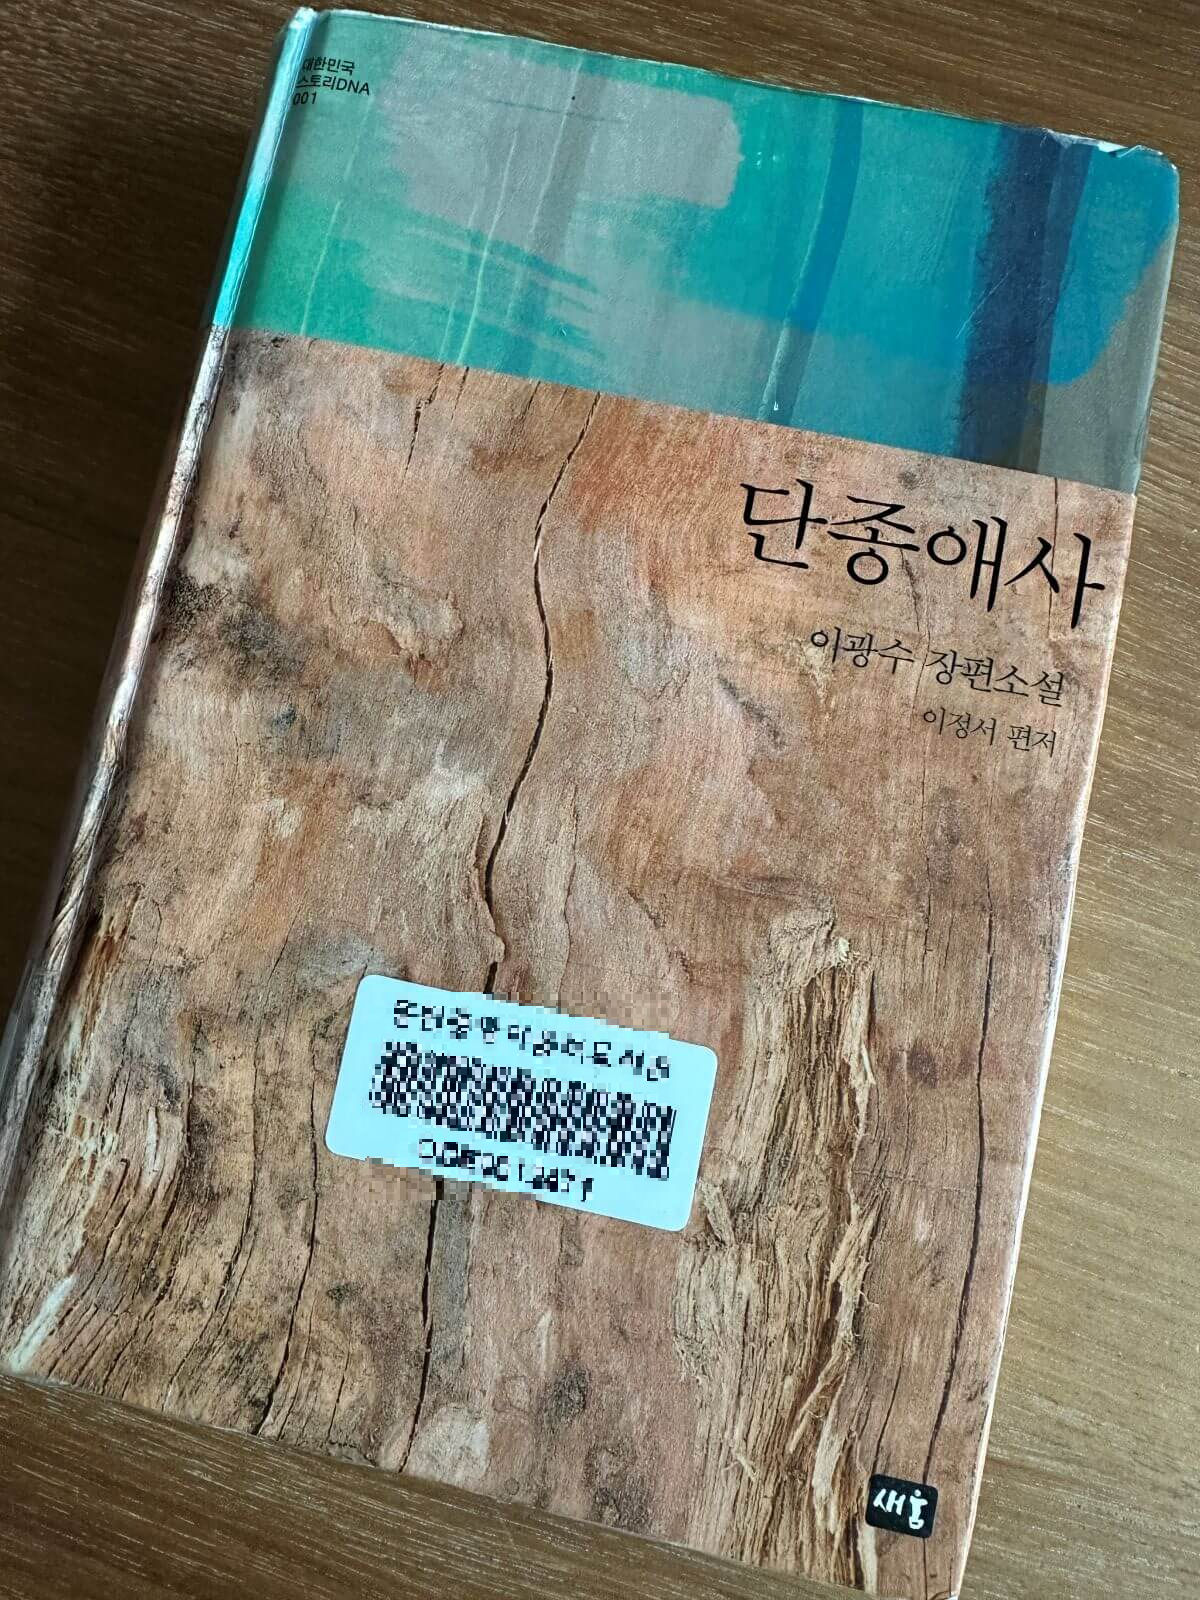 대한민국
스토리DNA
001
단종애사
이광수 장편소설
이정서 편저
새움